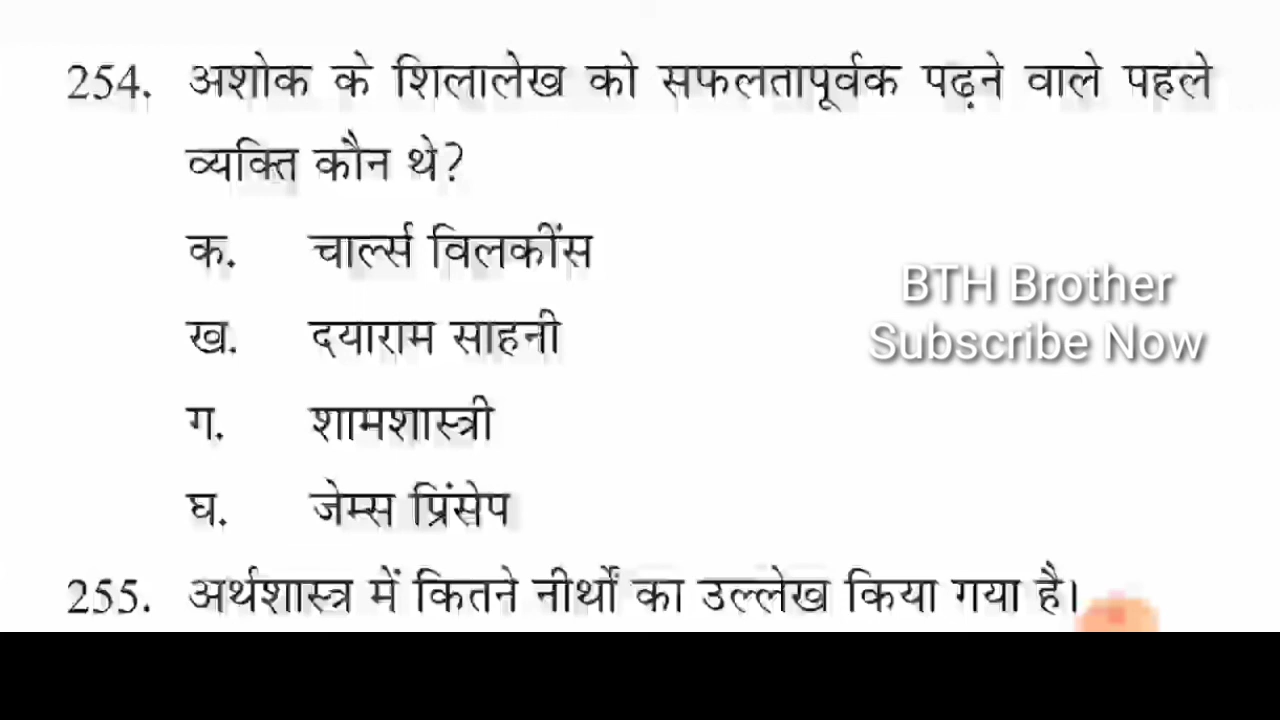 254. अशोक के शिलालेख को सफलतापूर्वक पढ़ने वाले पहले
व्यक्ति कौन थे?
क. चार्ल्स विलकींस
ख. दयाराम साहनी
ग. शामशास्त्री
घ. जेम्स प्रिंसेप
BTH Brother
Subscribe Now
255. अर्थशास्त्र में कितने नीर्थों का उल्लेख किया गया है।